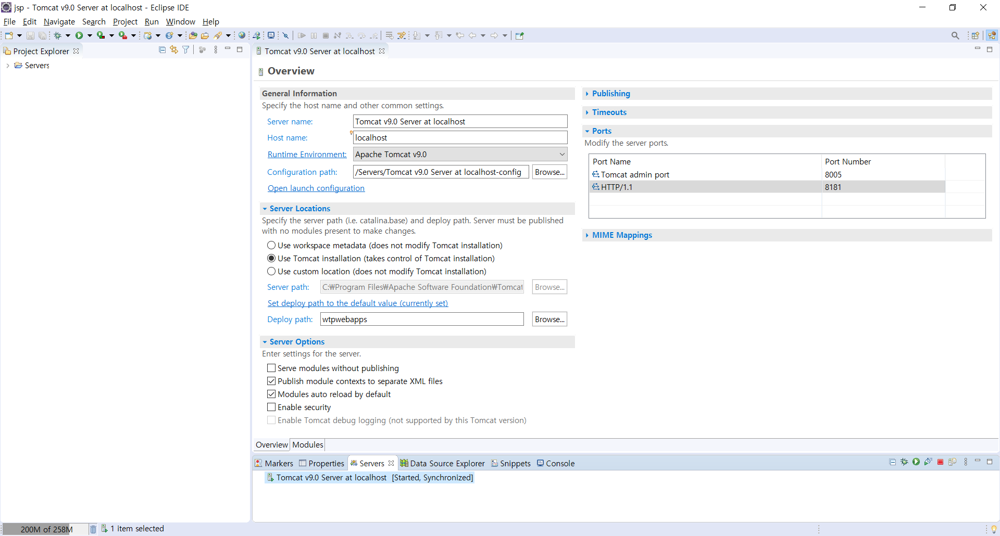 jsp - Tomcat v9.0 Server at localhost - Eclipse IDE
File Edit Navigate Search Project Run Window Help
Project Explorer
Servers
Tomcat v9.0 Server at localhost
Overview
General Information
Specify the host name and other common settings.
Server name: Tomcat v9.0 Server at localhost
Host name: localhost
Runtime Environment: Apache Tomcat v9.0
Configuration path: /Servers/Tomcat v9.0 Server at localhost-config Browse...
Open launch configuration
Server Locations
Specify the server path (i.e. catalina.base) and deploy path. Server must be published
with no modules present to make changes.
Use workspace metadata (does not modify Tomcat installation)
Use Tomcat installation (takes control of Tomcat installation)
Use custom location (does not modify Tomcat installation)
Server path: C:₩Program Files₩Apache Software Foundation₩Tomcat Browse...
Set deploy path to the default value (currently set)
Deploy path: wtpwebapps Browse...
Server Options
Enter settings for the server.
Serve modules without publishing
Publish module contexts to separate XML files
Modules auto reload by default
Enable security
Enable Tomcat debug logging (not supported by this Tomcat version)
Publishing
Timeouts
Ports
Modify the server ports.
Port Name Port Number
Tomcat admin port 8005
HTTP/1.1 8181
MIME Mappings
Overview Modules
Markers Properties Servers Data Source Explorer Snippets Console
Tomcat v9.0 Server at localhost [Started, Synchronized]
200M of 258M 1 item selected